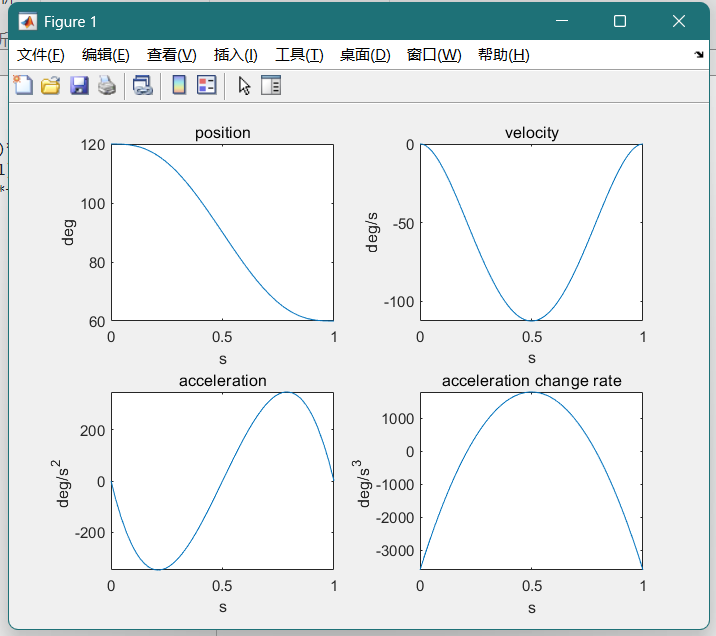 Figure 1
文件(F) 编辑(E) 查看(V) 插入(I) 工具(T) 桌面(D) 窗口(W) 帮助(H)
position
120
100
80
60
deg
0 0.5 1
s
velocity
0
-50
-100
deg/s
0 0.5 1
s
acceleration
200
0
-200
deg/s²
0 0.5 1
s
acceleration change rate
1000
0
-1000
-2000
-3000
deg/s³
0 0.5 1
s